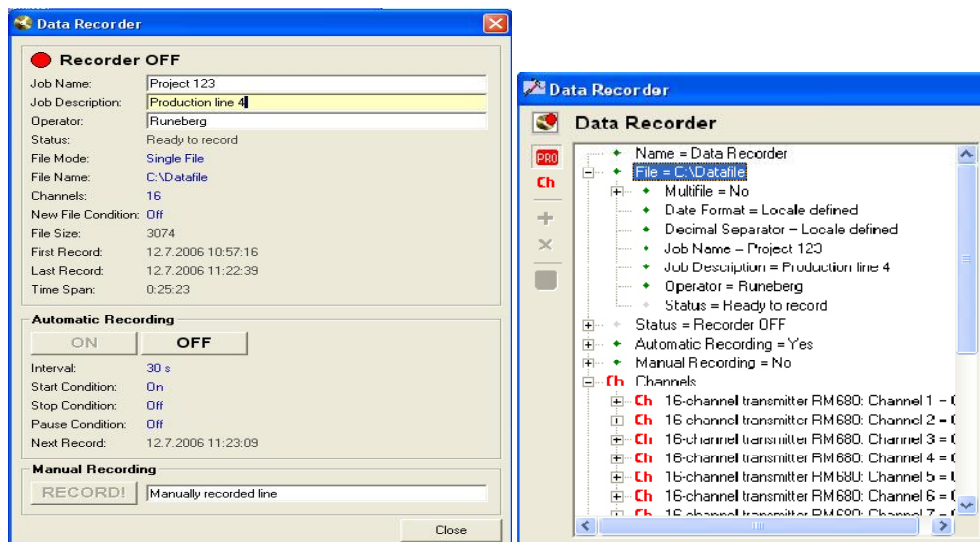 Data Recorder
Recorder OFF
Job Name: Project 123
Job Description: Production line 4
Operator: Runeberg
Status: Ready to record
File Mode: Single File
File Name: C:\Datafile
Channels: 16
New File Condition: Off
File Size: 3074
First Record: 12.7.2006 10:57:16
Last Record: 12.7.2006 11:22:39
Time Span: 0:25:23
Automatic Recording
ON OFF
Interval: 30 s
Start Condition: On
Stop Condition: Off
Pause Condition: Off
Next Record: 12.7.2006 11:23:09
Manual Recording
RECORD! Manually recorded line
Close
Data Recorder
Data Recorder
PRO
Ch
Name = Data Recorder
File = C:\Datafile
Multifile = No
Date Format = Locale defined
Decimal Separator = Locale defined
Job Name = Project 123
Job Description = Production line 4
Operator = Runeberg
Status = Ready to record
Status = Recorder OFF
Automatic Recording = Yes
Manual Recording = No
Ch Channels
Ch 16-channel transmitter RM680: Channel 1 =
Ch 16-channel transmitter RM680: Channel 2 =
Ch 16-channel transmitter RM680: Channel 3 =
Ch 16-channel transmitter RM680: Channel 4 =
Ch 16-channel transmitter RM680: Channel 5 =
Ch 16-channel transmitter RM680: Channel 6 =
Ch 16-channel transmitter RM680: Channel 7 =